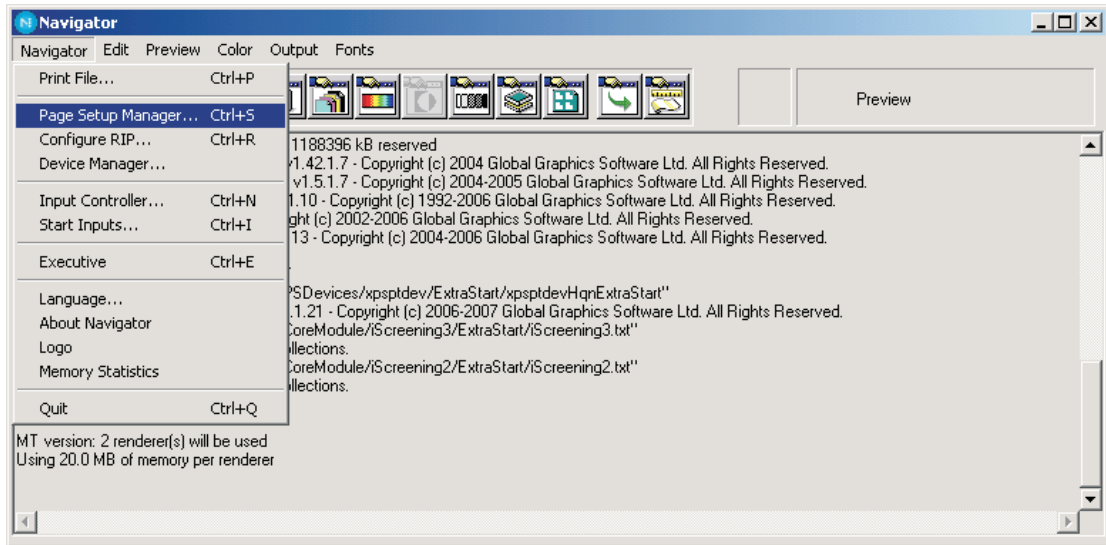 Navigator
Navigator Edit Preview Color Output Fonts
Print File... Ctrl+P
Page Setup Manager... Ctrl+S
Configure RIP... Ctrl+R
Device Manager...
Input Controller... Ctrl+N
Start Inputs... Ctrl+I
Executive Ctrl+E
Language...
About Navigator
Logo
Memory Statistics
Quit Ctrl+Q
Preview
1188396 kB reserved
v1.42.1.7 - Copyright (c) 2004 Global Graphics Software Ltd. All Rights Reserved.
v1.5.1.7 - Copyright (c) 2004-2005 Global Graphics Software Ltd. All Rights Reserved.
1.10 - Copyright (c) 1992-2006 Global Graphics Software Ltd. All Rights Reserved.
ght (c) 2002-2006 Global Graphics Software Ltd. All Rights Reserved.
13 - Copyright (c) 2004-2006 Global Graphics Software Ltd. All Rights Reserved.
.
PSDevices/xpsptdev/ExtraStart/xpsptdevHqnExtraStart"
.1.21 - Copyright (c) 2006-2007 Global Graphics Software Ltd. All Rights Reserved.
CoreModule/iScreening3/ExtraStart/iScreening3.txt"
llections.
CoreModule/iScreening2/ExtraStart/iScreening2.txt"
llections.
MT version: 2 renderer(s) will be used
Using 20.0 MB of memory per renderer